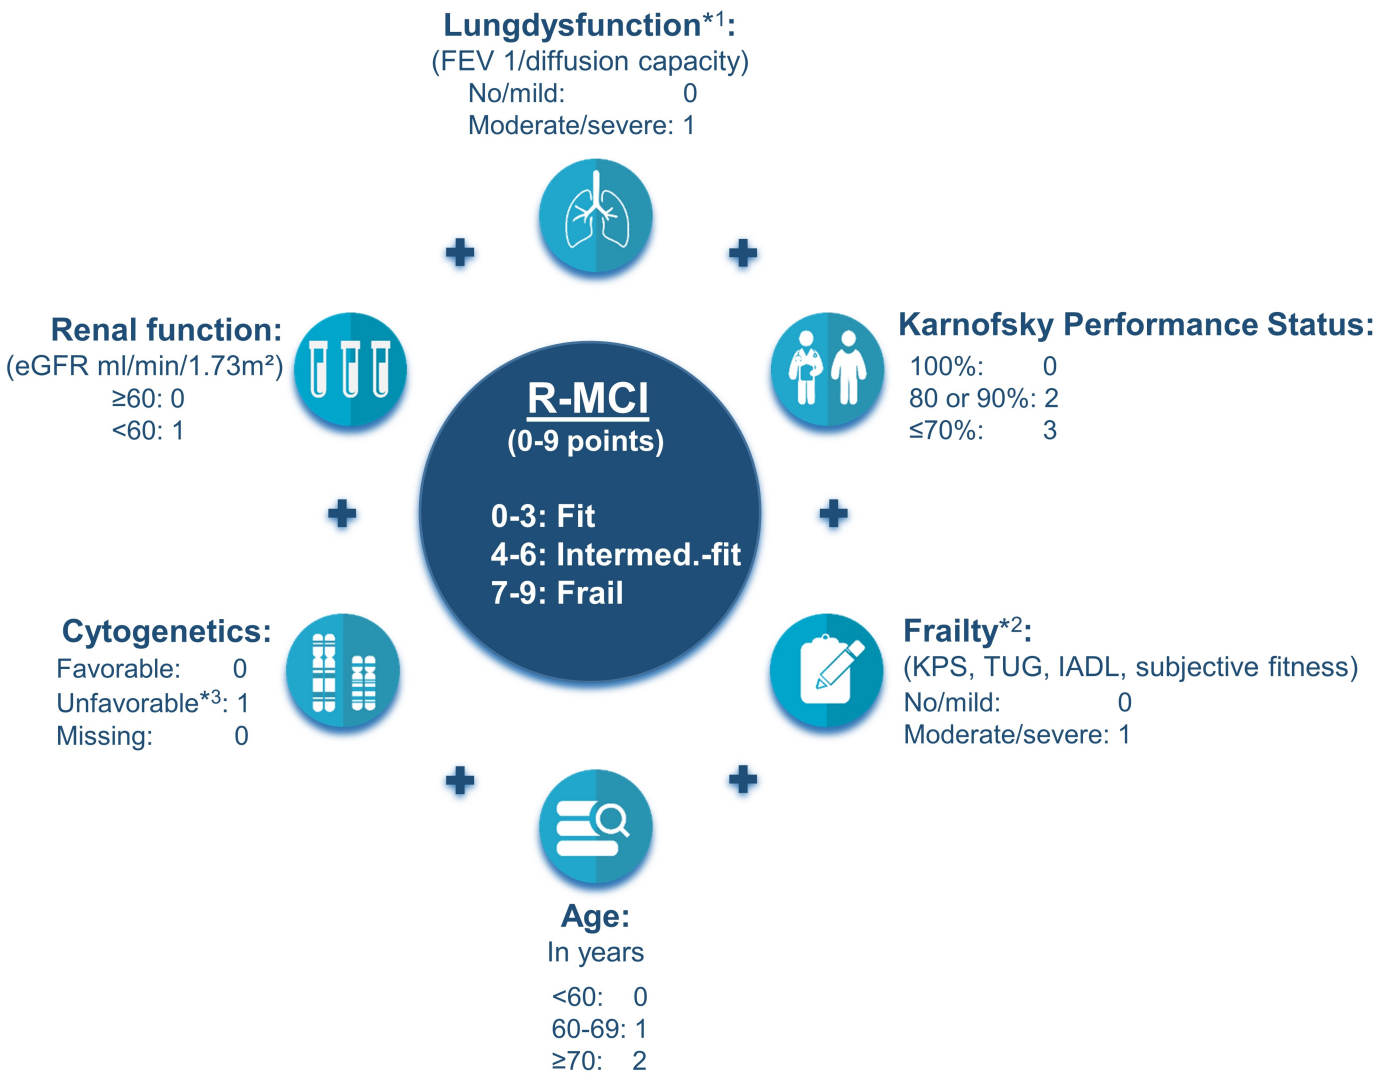 Lungdysfunction*1:
(FEV 1/diffusion capacity)
No/mild: 0
Moderate/severe: 1
Renal function:
(eGFR ml/min/1.73m²)
≥60: 0
<60: 1
Karnofsky Performance Status:
100%: 0
80 or 90%: 2
≤70%: 3
R-MCI
(0-9 points)
0-3: Fit
4-6: Intermed.-fit
7-9: Frail
Cytogenetics:
Favorable: 0
Unfavorable*3: 1
Missing: 0
Frailty*2:
(KPS, TUG, IADL, subjective fitness)
No/mild: 0
Moderate/severe: 1
Age:
In years
<60: 0
60-69: 1
≥70: 2